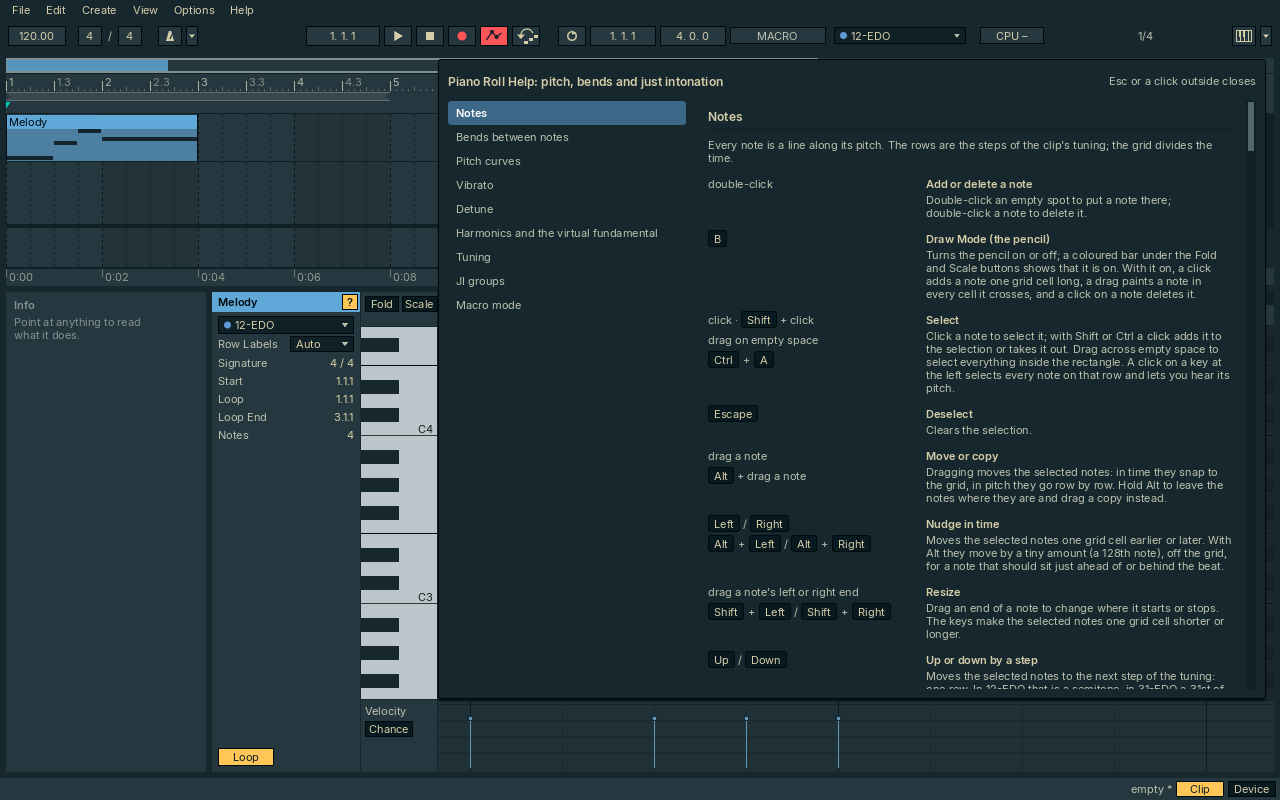 File Edit Create View Options Help
120.00 4 / 4 1. 1. 1 1. 1. 1 4. 0. 0 MACRO 12-EDO CPU – 1/4
1 1.3 2 2.3 3 3.3 4 4.3 5
Melody
0:00 0:02 0:04 0:06 0:08
Info
Point at anything to read
what it does.
Melody ?
12-EDO
Row Labels Auto
Signature 4 / 4
Start 1.1.1
Loop 1.1.1
Loop End 3.1.1
Notes 4
Loop
Fold Scale
C4
C3
Velocity
Chance
Piano Roll Help: pitch, bends and just intonation
Esc or a click outside closes
Notes
Bends between notes
Pitch curves
Vibrato
Detune
Harmonics and the virtual fundamental
Tuning
JI groups
Macro mode
Notes
Every note is a line along its pitch. The rows are the steps of the clip's tuning; the grid divides the
time.
double-click
Add or delete a note
Double-click an empty spot to put a note there;
double-click a note to delete it.
B
Draw Mode (the pencil)
Turns the pencil on or off; a coloured bar under the Fold
and Scale buttons shows that it is on. With it on, a click
adds a note one grid cell long, a drag paints a note in
every cell it crosses, and a click on a note deletes it.
click · Shift + click
drag on empty space
Ctrl + A
Select
Click a note to select it; with Shift or Ctrl a click adds it to
the selection or takes it out. Drag across empty space to
select everything inside the rectangle. A click on a key at
the left selects every note on that row and lets you hear its
pitch.
Escape
Deselect
Clears the selection.
drag a note
Alt + drag a note
Move or copy
Dragging moves the selected notes: in time they snap to
the grid, in pitch they go row by row. Hold Alt to leave the
notes where they are and drag a copy instead.
Left / Right
Alt + Left / Alt + Right
Nudge in time
Moves the selected notes one grid cell earlier or later. With
Alt they move by a tiny amount (a 128th note), off the grid,
for a note that should sit just ahead of or behind the beat.
drag a note's left or right end
Shift + Left / Shift + Right
Resize
Drag an end of a note to change where it starts or stops.
The keys make the selected notes one grid cell shorter or
longer.
Up / Down
Up or down by a step
Moves the selected notes to the next step of the tuning:
one row. In 12-EDO that is a semitone, in 31-EDO a 31st of
empty * Clip Device